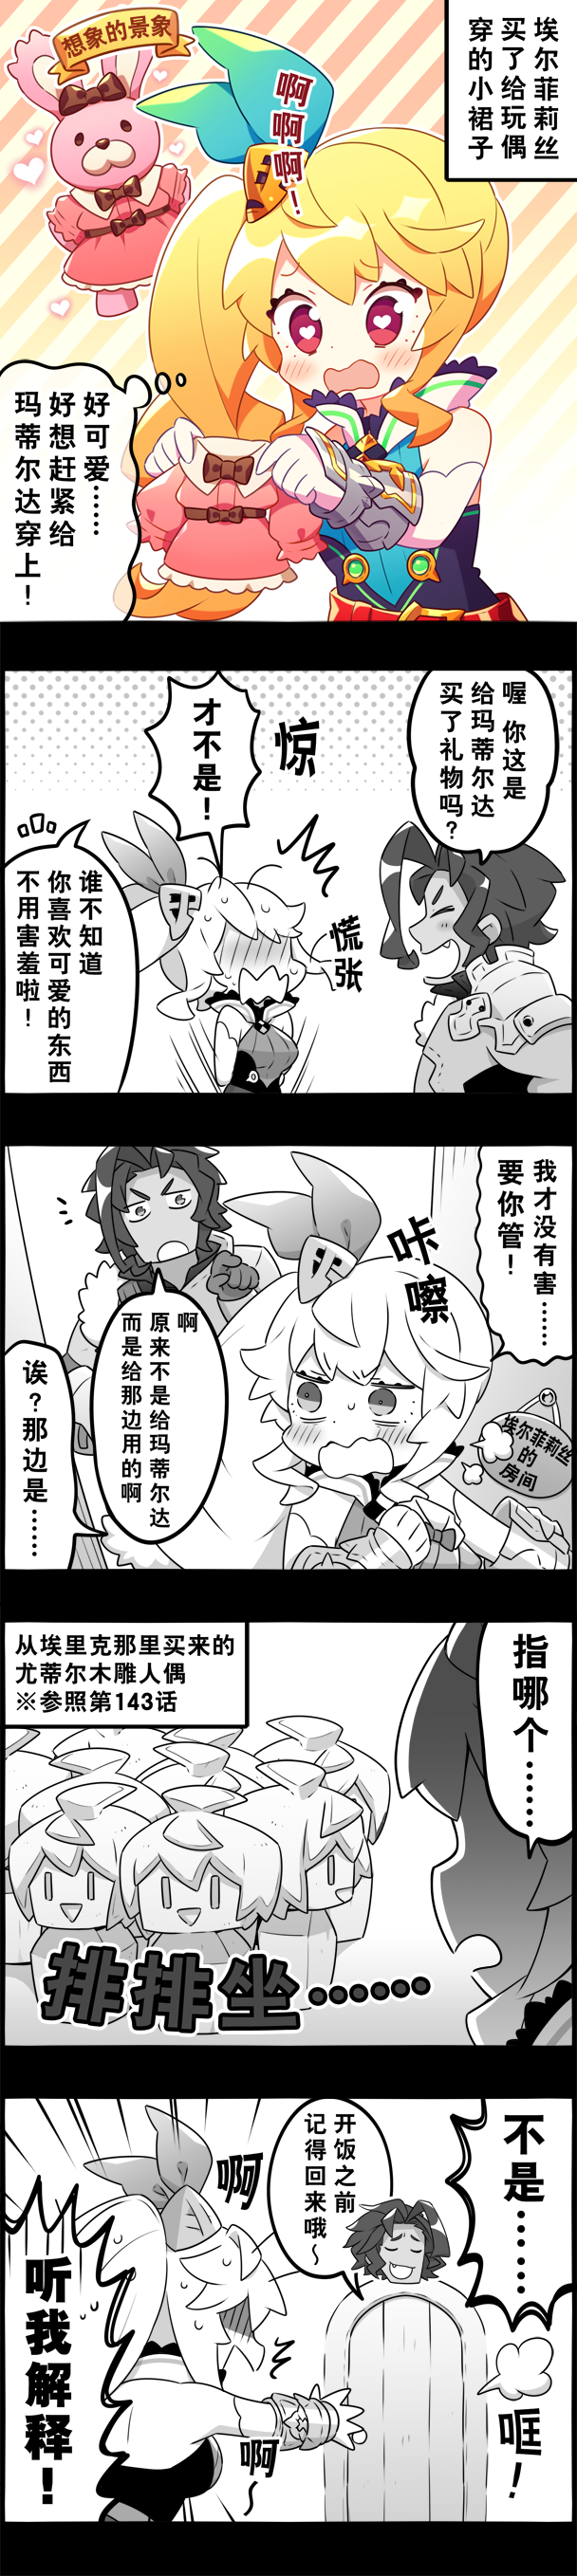 埃尔菲莉丝
买了给玩偶
穿的小裙子
想象的景象
啊啊啊！
好可爱……
好想赶紧给
玛蒂尔达穿上！
喔 你这是
给玛蒂尔达
买了礼物吗？
惊
才不是！
慌张
谁不知道
你喜欢可爱的东西
不用害羞啦！
我才没有害……
要你管！
咔嚓
埃尔菲莉丝
的
房间
啊
原来不是给玛蒂尔达
而是给那边用的啊
诶？那边是……
指哪个……
从埃里克那里买来的
尤蒂尔木雕人偶
※参照第143话
排排坐……
不是……
开饭之前
记得回来哦～
啊
哐！
啊～
听我解释！